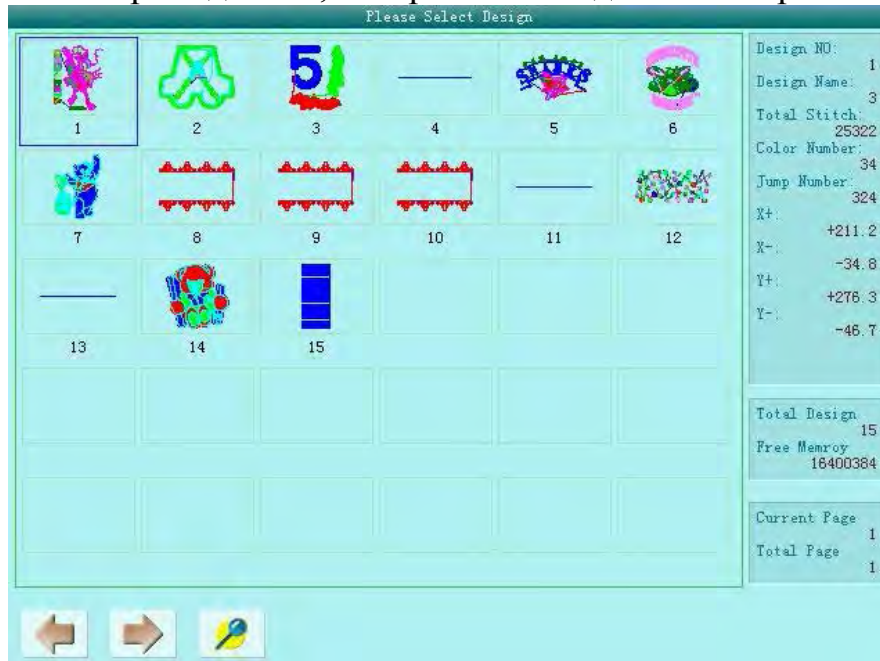 Please Select Design
1 2 3 4 5 6
7 8 9 10 11 12
13 14 15
Design NO:
1
Design Name:
3
Total Stitch:
25322
Color Number:
34
Jump Number:
324
X+:
+211.2
X-:
-34.8
Y+:
+276.3
Y-:
-46.7
Total Design
15
Free Memroy
16400384
Current Page
1
Total Page
1